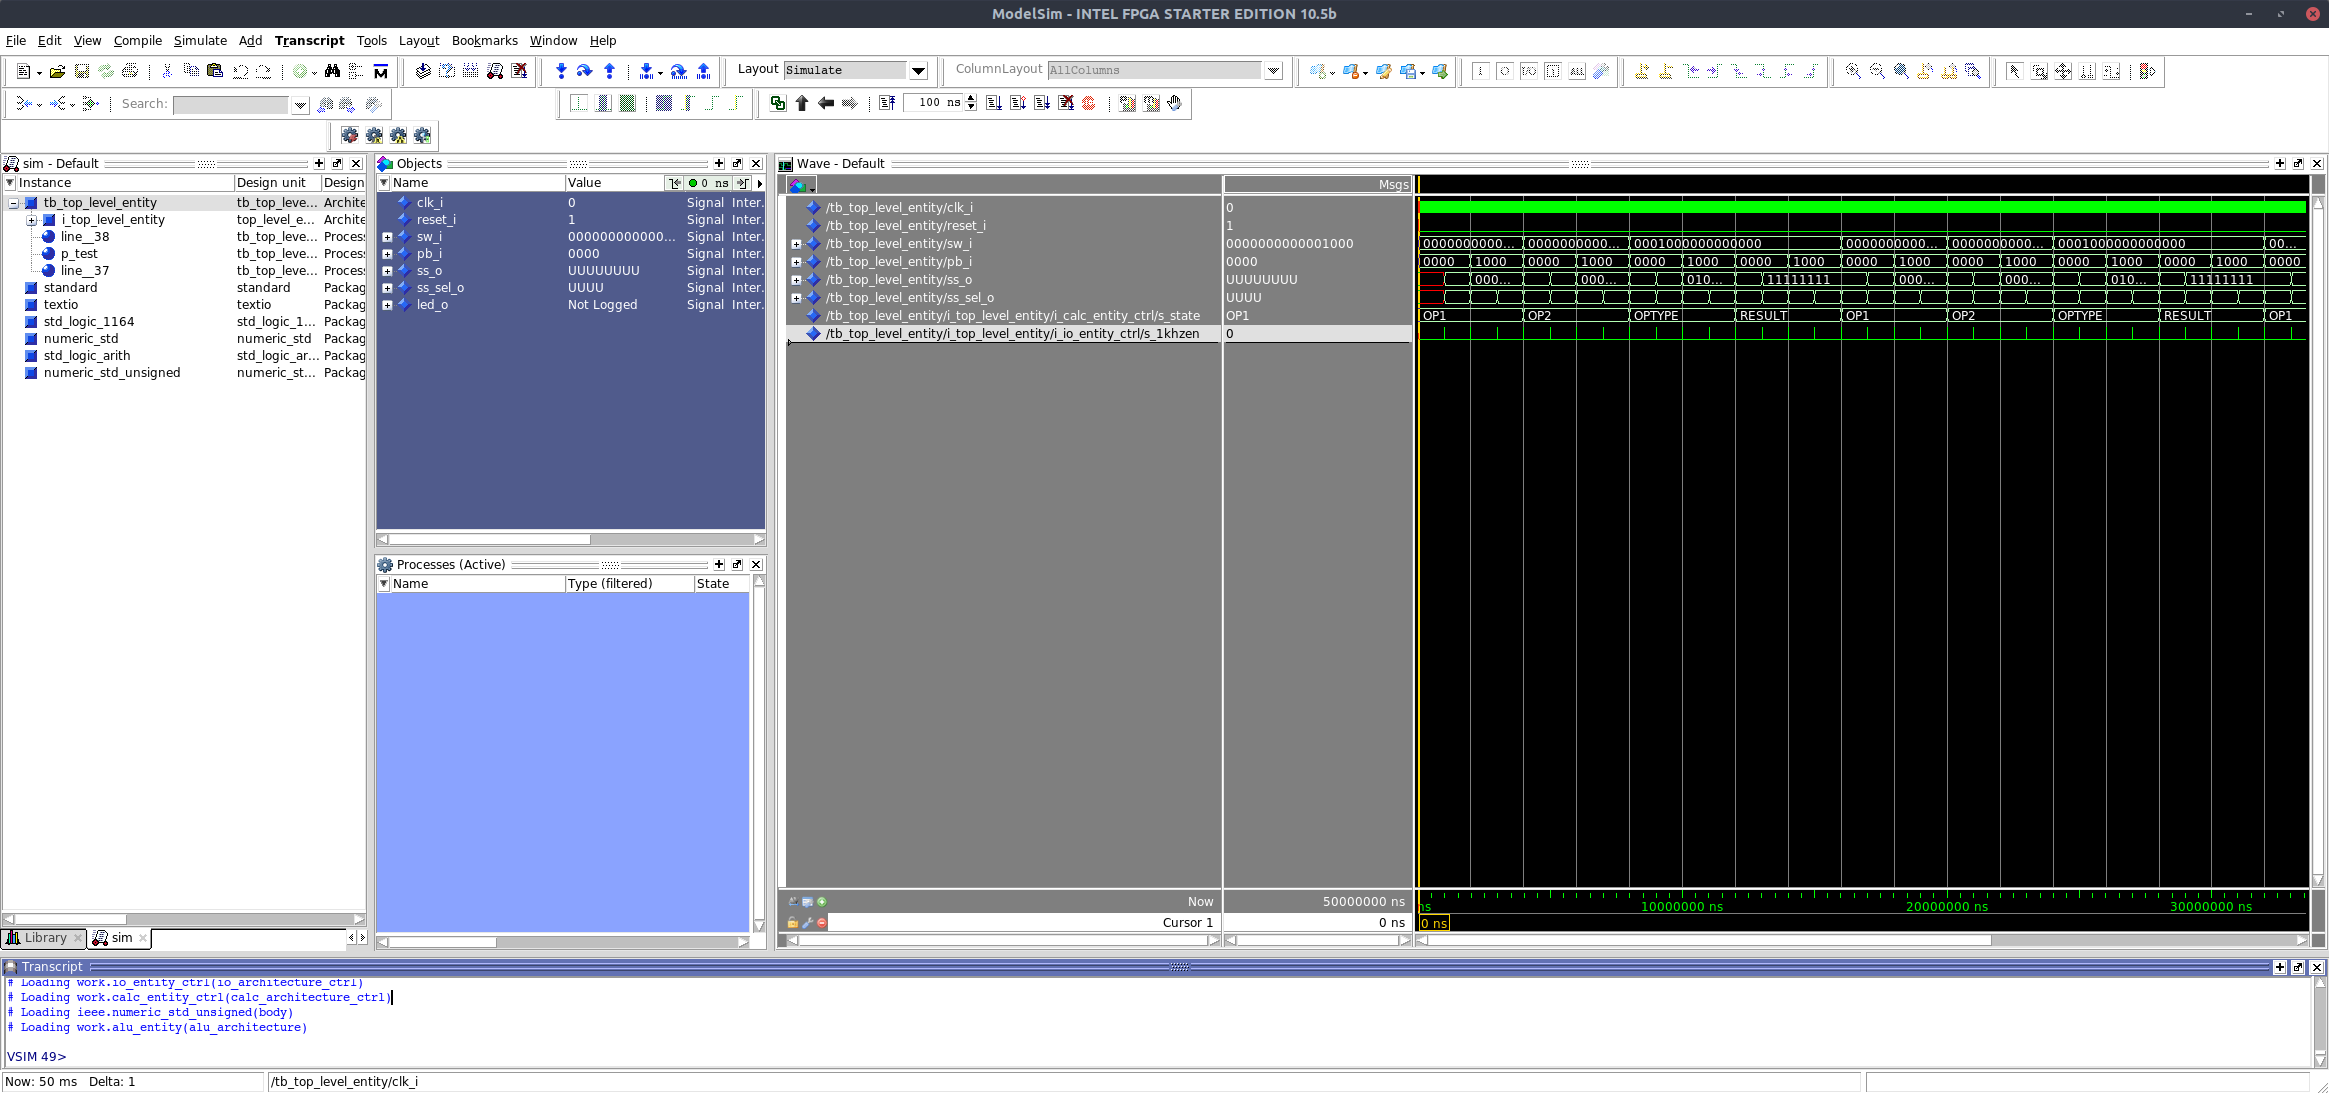 ModelSim - INTEL FPGA STARTER EDITION 10.5b
File Edit View Compile Simulate Add Transcript Tools Layout Bookmarks Window Help
Layout Simulate ColumnLayout AllColumns
Search: 100 ns
sim - Default
Instance Design unit Design
tb_top_level_entity tb_top_leve... Archite
i_top_level_entity top_level_e... Archite
line__38 tb_top_leve... Proces
p_test tb_top_leve... Proces
line__37 tb_top_leve... Proces
standard standard Packag
textio textio Packag
std_logic_1164 std_logic_1... Packag
numeric_std numeric_std Packag
std_logic_arith std_logic_ar... Packag
numeric_std_unsigned numeric_st... Packag
Library sim
Objects
Name Value 0 ns
clk_i 0 Signal Inter.
reset_i 1 Signal Inter.
sw_i 000000000000... Signal Inter.
pb_i 0000 Signal Inter.
ss_o UUUUUUUU Signal Inter.
ss_sel_o UUUU Signal Inter.
led_o Not Logged Signal Inter.
Processes (Active)
Name Type (filtered) State
Wave - Default
Msgs
/tb_top_level_entity/clk_i 0
/tb_top_level_entity/reset_i 1
/tb_top_level_entity/sw_i 0000000000001000 0000000000... 0000000000... 0001000000000000 0000000000... 0000000000... 0001000000000000 00...
/tb_top_level_entity/pb_i 0000 0000 1000 0000 1000 0000 1000 0000 1000 0000 1000 0000 1000 0000 1000 0000 1000 0000
/tb_top_level_entity/ss_o UUUUUUUU 000... 000... 010... 11111111 000... 000... 010... 11111111
/tb_top_level_entity/ss_sel_o UUUU
/tb_top_level_entity/i_top_level_entity/i_calc_entity_ctrl/s_state OP1 OP1 OP2 OPTYPE RESULT OP1 OP2 OPTYPE RESULT OP1
/tb_top_level_entity/i_top_level_entity/i_io_entity_ctrl/s_1khzen 0
Now 50000000 ns ns 10000000 ns 20000000 ns 30000000 ns
Cursor 1 0 ns 0 ns
Transcript
# Loading work.io_entity_ctrl(io_architecture_ctrl)
# Loading work.calc_entity_ctrl(calc_architecture_ctrl)
# Loading ieee.numeric_std_unsigned(body)
# Loading work.alu_entity(alu_architecture)
VSIM 49>
Now: 50 ms Delta: 1 /tb_top_level_entity/clk_i